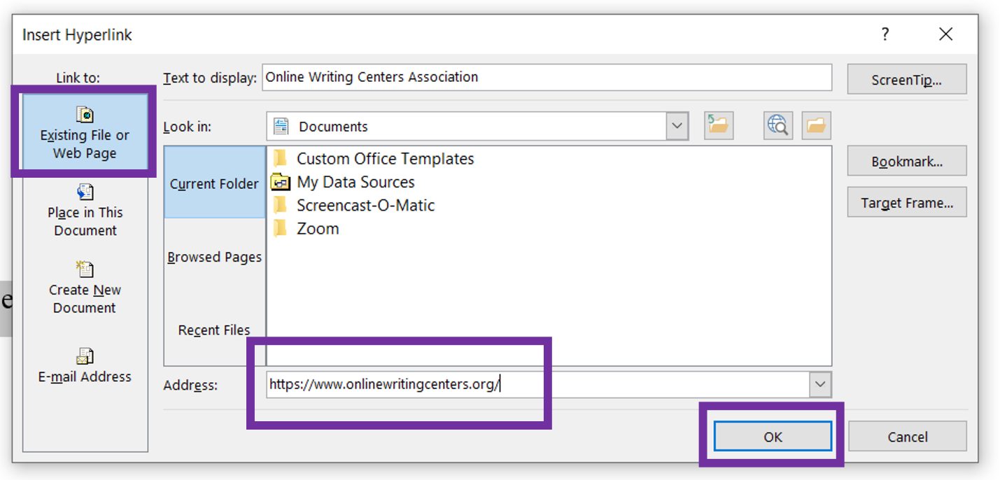 Insert Hyperlink
?
Link to:
Text to display:
Online Writing Centers Association
ScreenTip...
Existing File or
Web Page
Look in:
Documents
Current Folder
Custom Office Templates
My Data Sources
Screencast-O-Matic
Zoom
Bookmark...
Target Frame...
Place in This
Document
Browsed Pages
Create New
Document
Recent Files
E-mail Address
Address:
https://www.onlinewritingcenters.org/
OK
Cancel
e